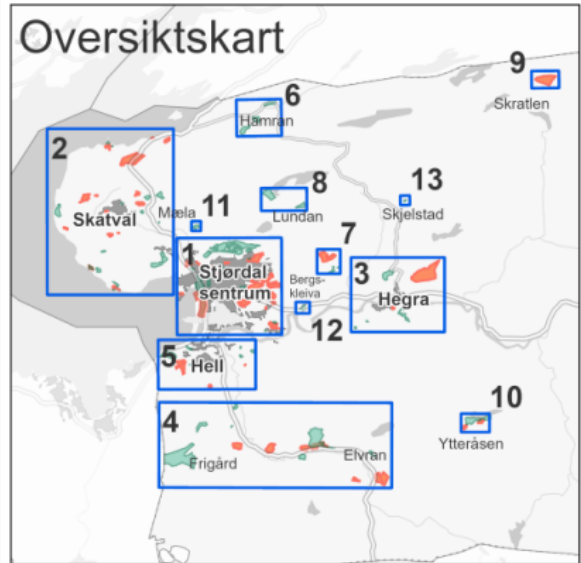 Oversiktskart
9
Skratlen
6
Hamran
2
Skatval
Mæla
11
8
Lundan
13
Skjelstad
7
1
Stjørdal
sentrum
3
Hegra
Bergs-
kleiva
12
5
Hell
4
Frigård
Elvran
10
Ytteråsen